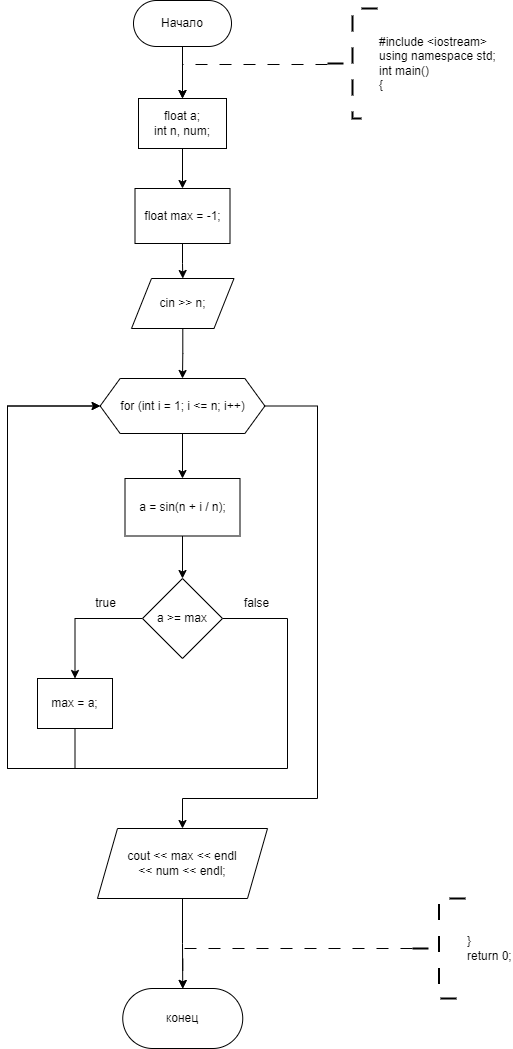 Начало
#include <iostream>
using namespace std;
int main()
{
float a;
int n, num;
float max = -1;
cin >> n;
for (int i = 1; i <= n; i++)
a = sin(n + i / n);
true
false
a >= max
max = a;
cout << max << endl
<< num << endl;
}
return 0;
конец